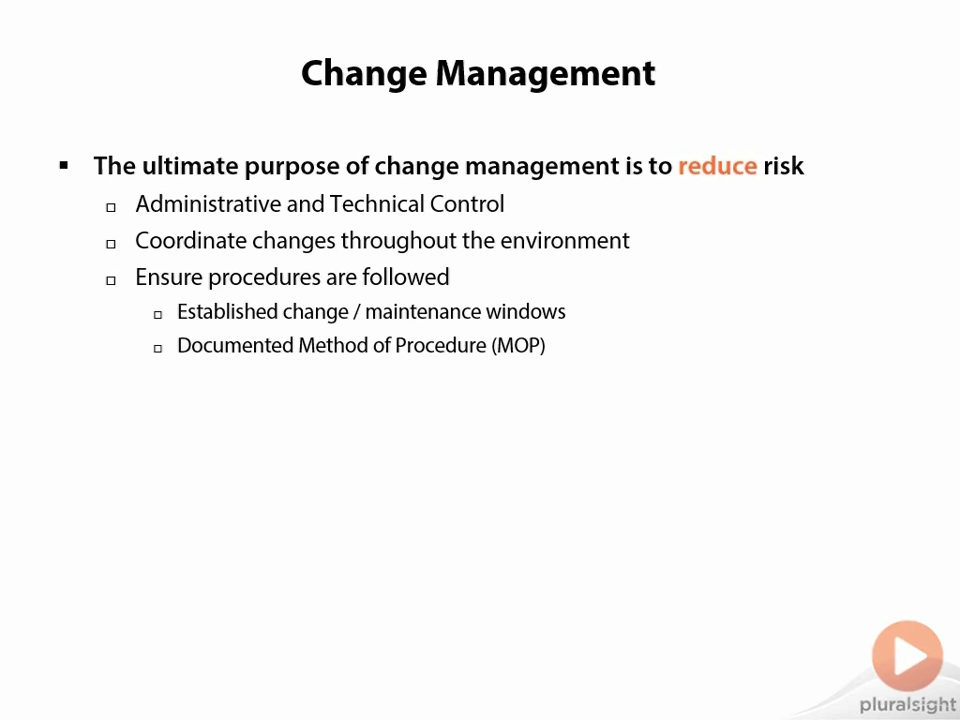 Change Management
The ultimate purpose of change management is to reduce risk
Administrative and Technical Control
Coordinate changes throughout the environment
Ensure procedures are followed
Established change / maintenance windows
Documented Method of Procedure (MOP)
pluralsight